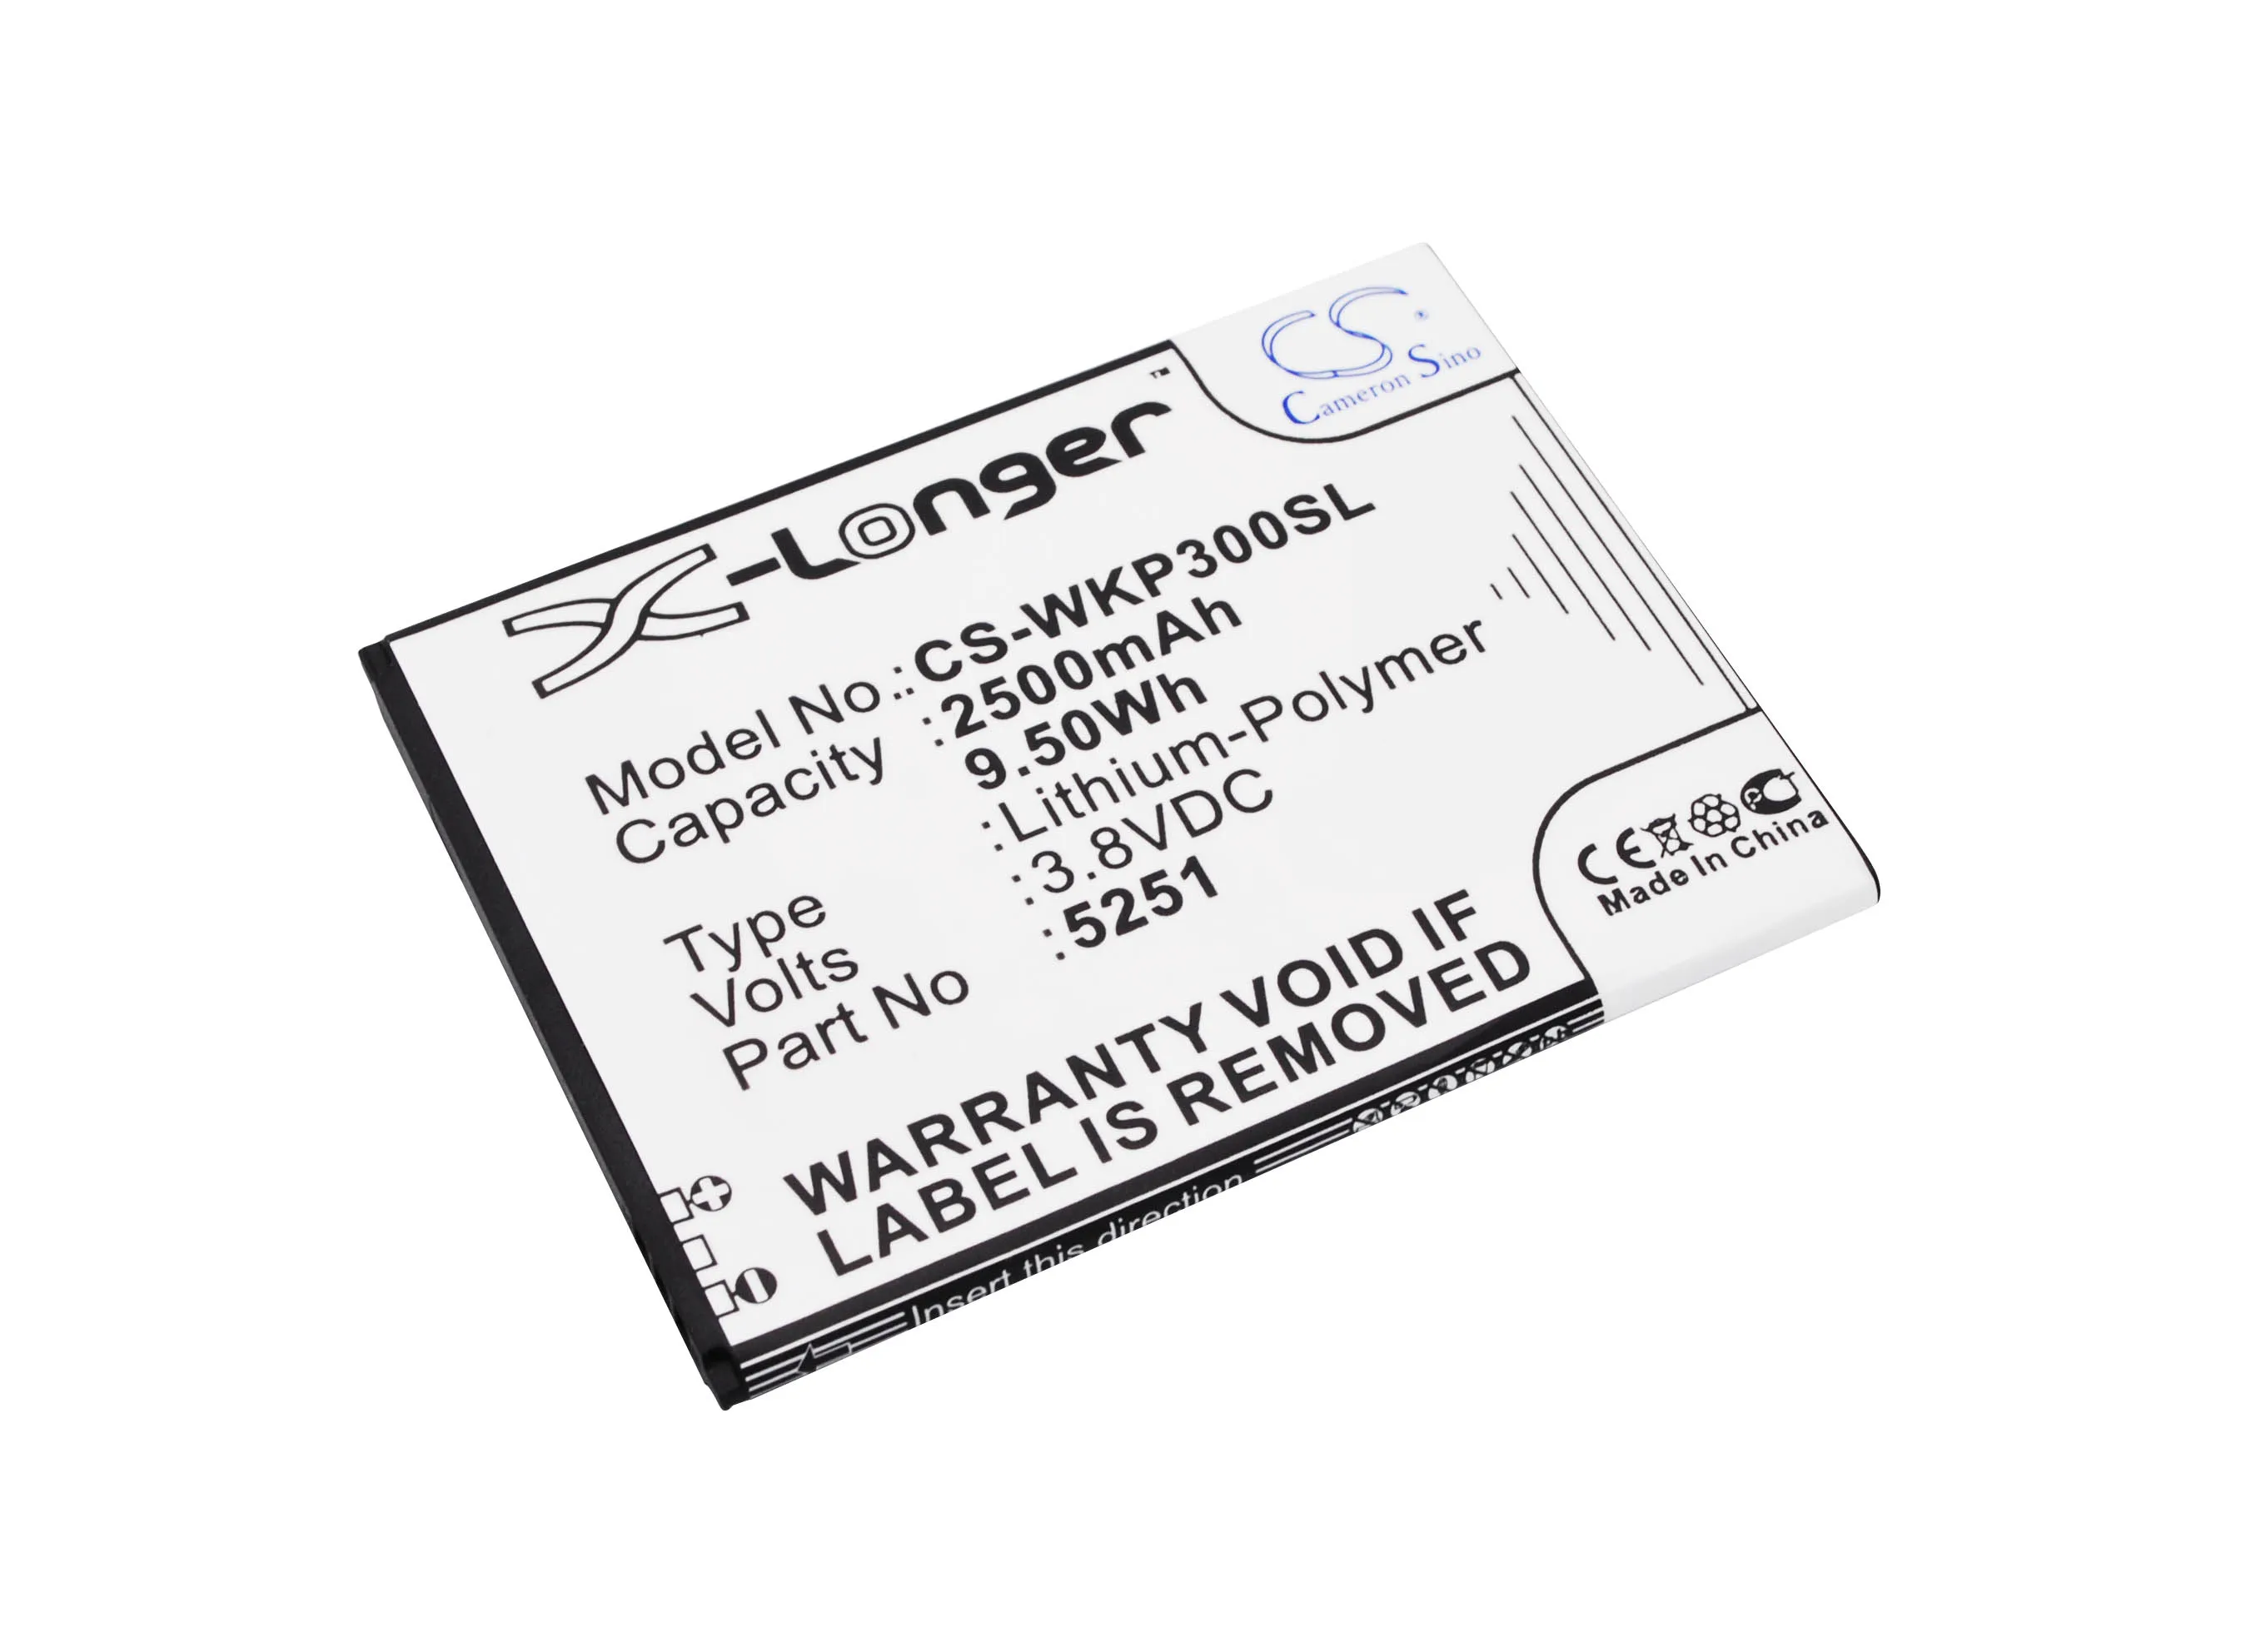 CS®
Cameron Sino
X-Longer™
Model No.: CS-WKP300SL
Capacity : 2500mAh
9.50Wh
Type : Lithium-Polymer
Volts : 3.8VDC
Part No : 5251
WARRANTY VOID IF
LABEL IS REMOVED
CE
Made In China
Insert this direction